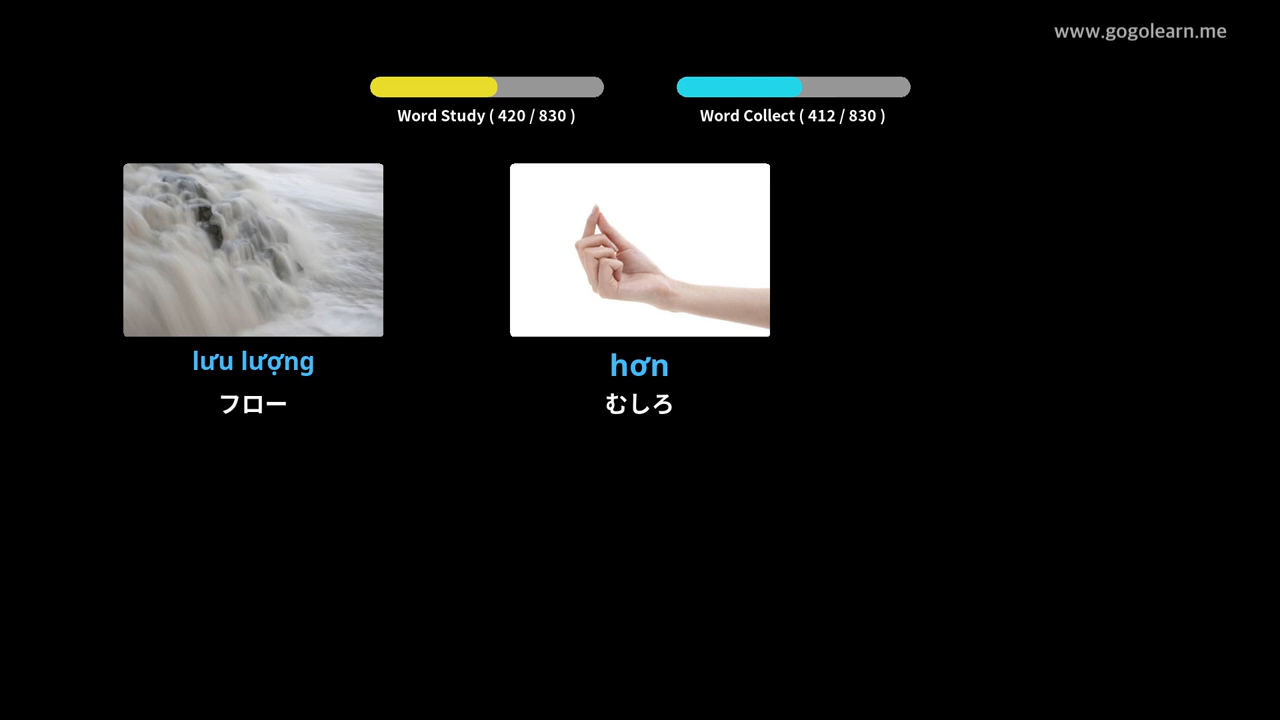 www.gogolearn.me
Word Study ( 420 / 830 )
Word Collect ( 412 / 830 )
lưu lượng
フロー
hơn
むしろ